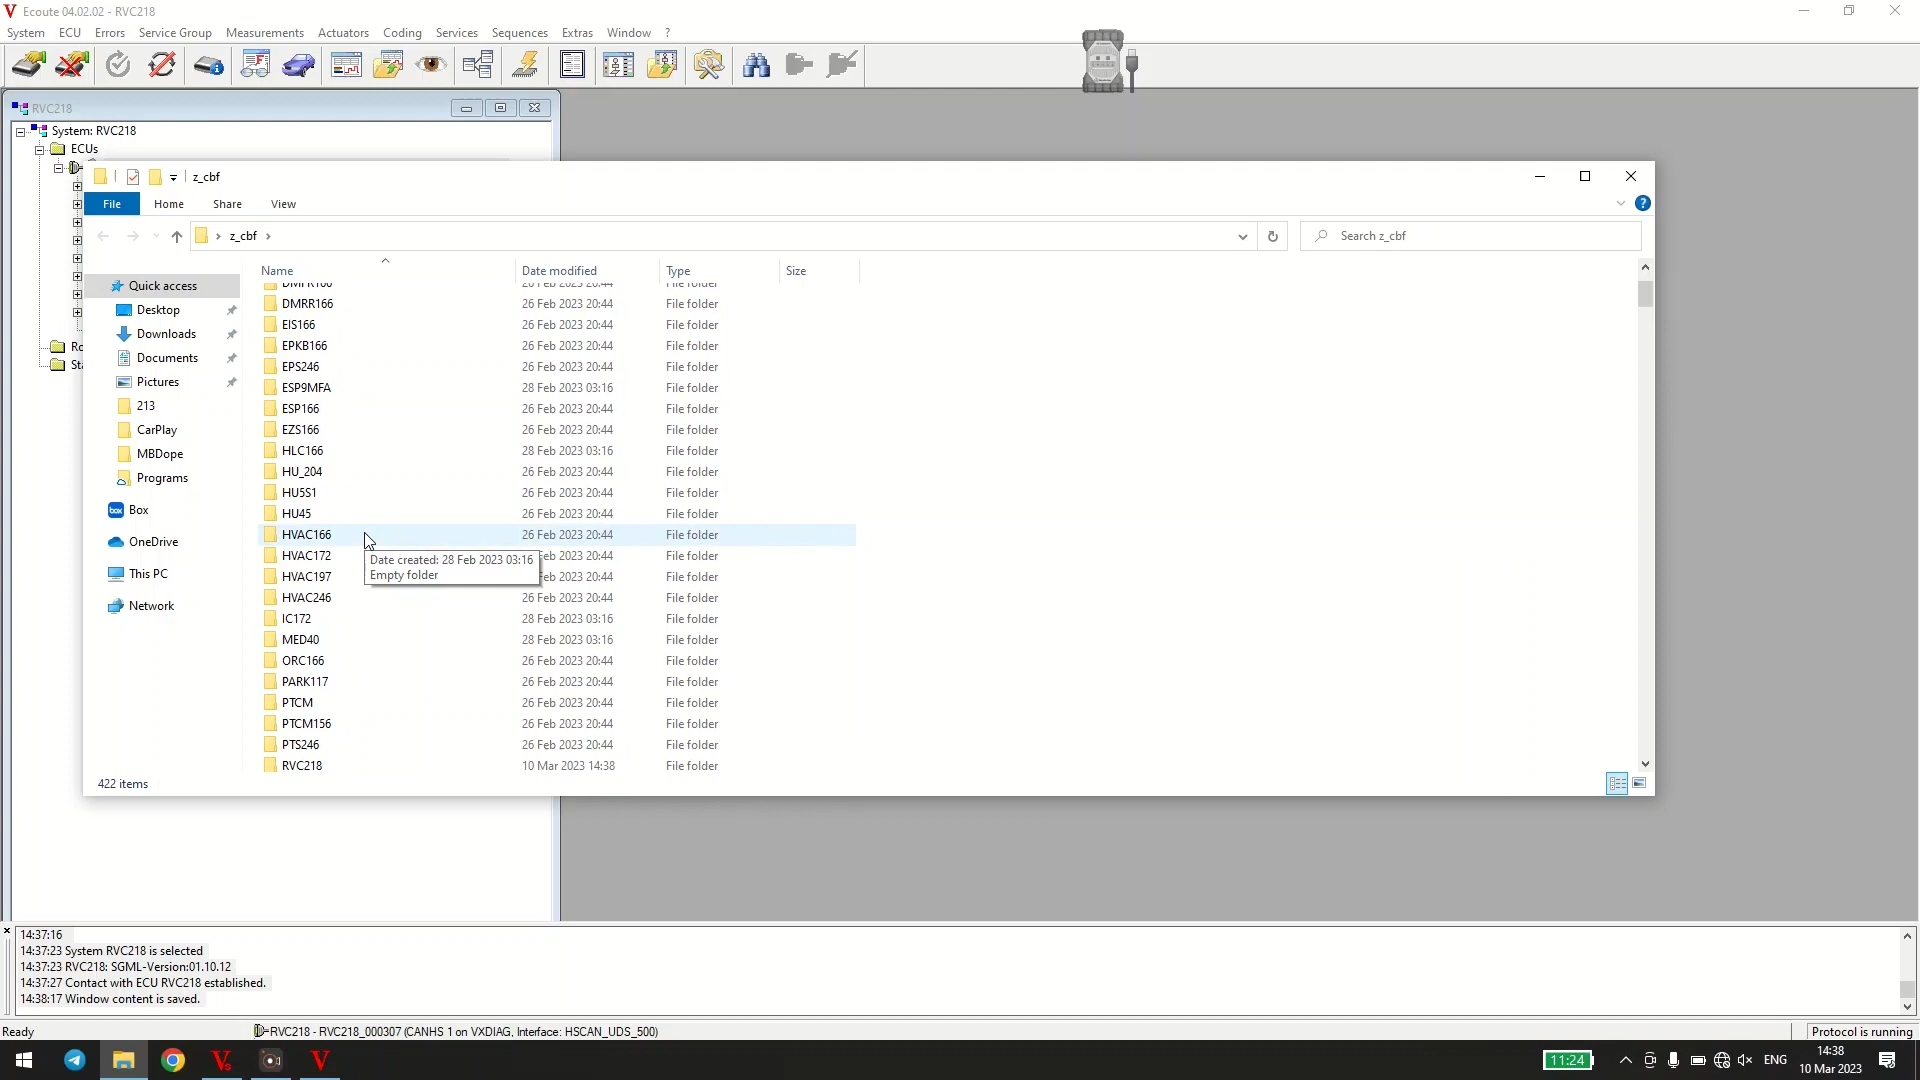 Ecoute 04.02.02 - RVC218
System ECU Errors Service Group Measurements Actuators Coding Services Sequences Extras Window ?
RVC218
System: RVC218
ECUs
z_cbf
File Home Share View
z_cbf
Search z_cbf
Name Date modified Type Size
Quick access
Desktop
Downloads
Documents
Pictures
213
CarPlay
MBDope
Programs
Box
OneDrive
This PC
Network
DMRR166 26 Feb 2023 20:44 File folder
EIS166 26 Feb 2023 20:44 File folder
EPKB166 26 Feb 2023 20:44 File folder
EPS246 26 Feb 2023 20:44 File folder
ESP9MFA 28 Feb 2023 03:16 File folder
ESP166 26 Feb 2023 20:44 File folder
EZS166 26 Feb 2023 20:44 File folder
HLC166 28 Feb 2023 03:16 File folder
HU_204 26 Feb 2023 20:44 File folder
HU5S1 26 Feb 2023 20:44 File folder
HU45 26 Feb 2023 20:44 File folder
HVAC166 26 Feb 2023 20:44 File folder
HVAC172 eb 2023 20:44 File folder
Date created: 28 Feb 2023 03:16
Empty folder
HVAC197 eb 2023 20:44 File folder
HVAC246 26 Feb 2023 20:44 File folder
IC172 28 Feb 2023 03:16 File folder
MED40 28 Feb 2023 03:16 File folder
ORC166 26 Feb 2023 20:44 File folder
PARK117 26 Feb 2023 20:44 File folder
PTCM 26 Feb 2023 20:44 File folder
PTCM156 26 Feb 2023 20:44 File folder
PTS246 26 Feb 2023 20:44 File folder
RVC218 10 Mar 2023 14:38 File folder
422 items
14:37:16
14:37:23 System RVC218 is selected
14:37:23 RVC218: SGML-Version:01.10.12
14:37:27 Contact with ECU RVC218 established.
14:38:17 Window content is saved.
Ready
RVC218 - RVC218_000307 (CANHS 1 on VXDIAG, Interface: HSCAN_UDS_500)
Protocol is running
11:24
ENG
14:38
10 Mar 2023